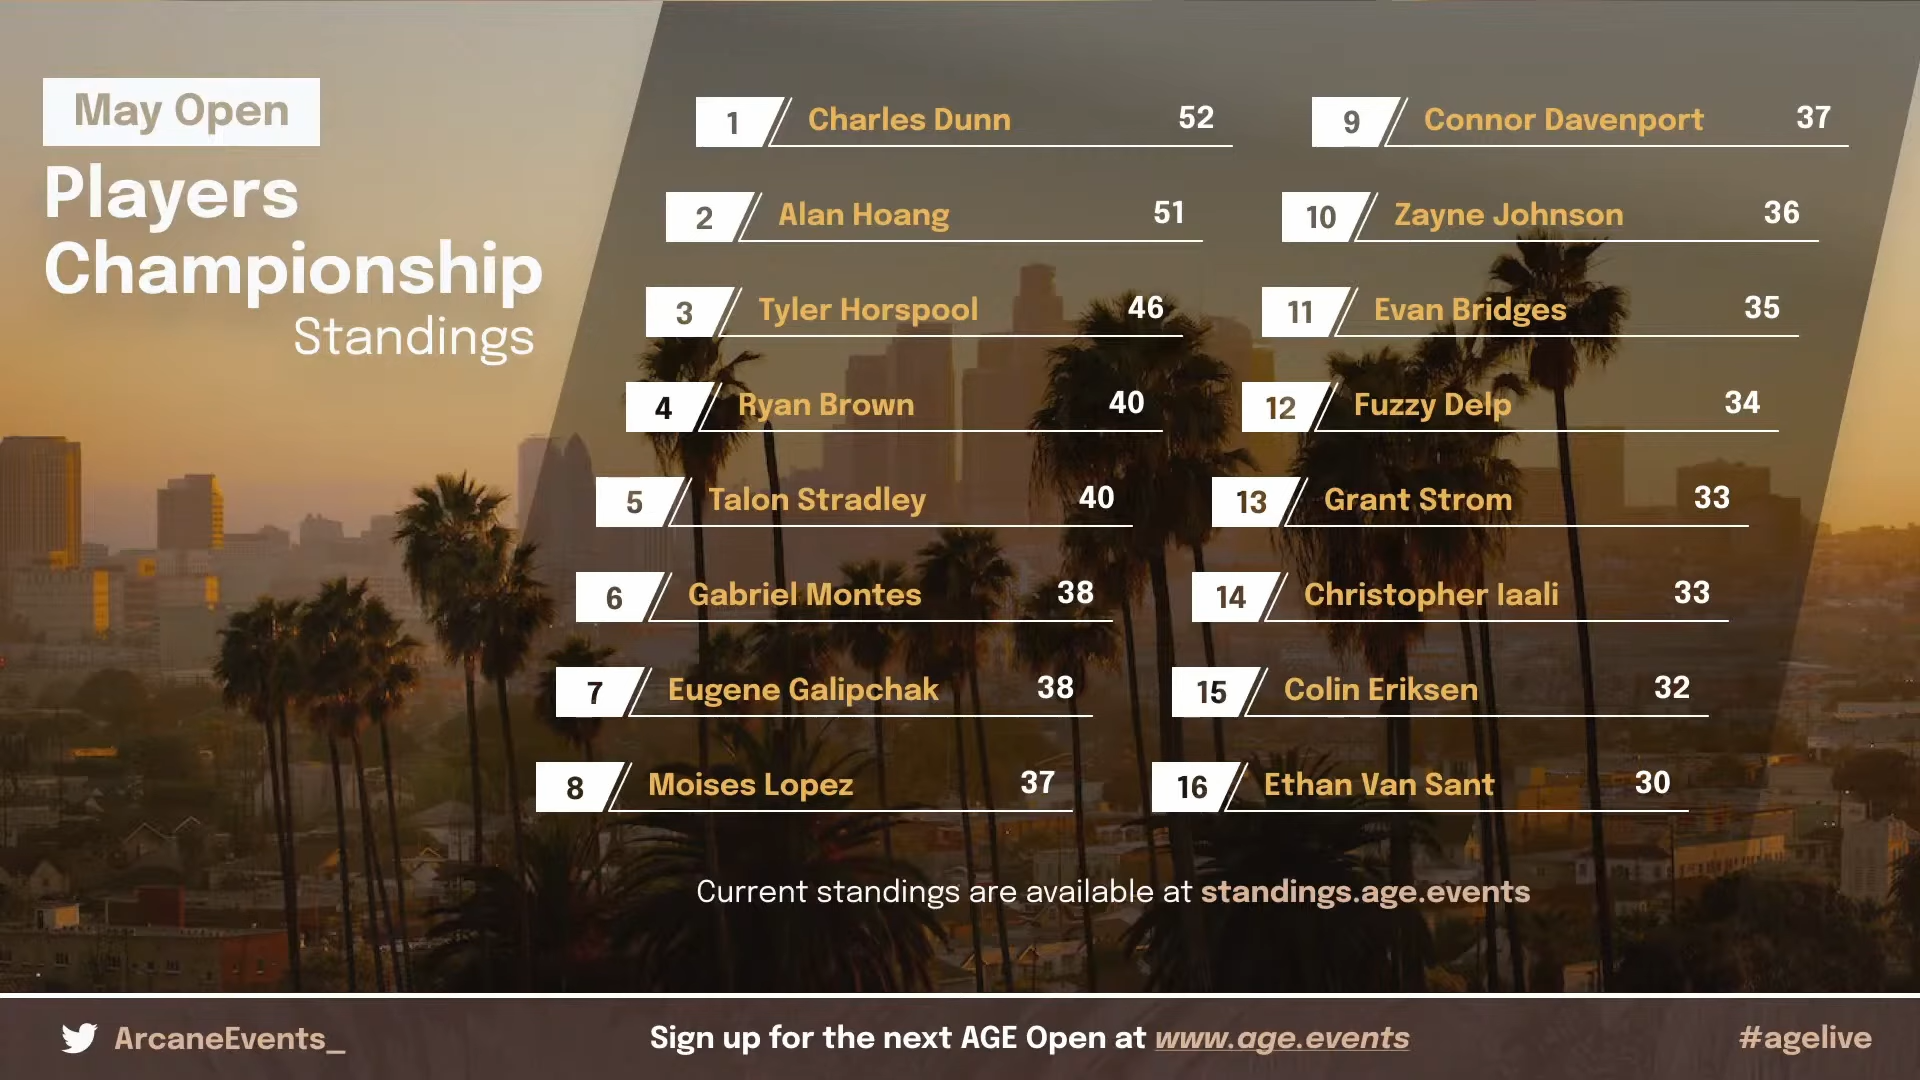 May Open
Players
Championship
Standings
1 Charles Dunn 52
2 Alan Hoang 51
3 Tyler Horspool 46
4 Ryan Brown 40
5 Talon Stradley 40
6 Gabriel Montes 38
7 Eugene Galipchak 38
8 Moises Lopez 37
9 Connor Davenport 37
10 Zayne Johnson 36
11 Evan Bridges 35
12 Fuzzy Delp 34
13 Grant Strom 33
14 Christopher Iaali 33
15 Colin Eriksen 32
16 Ethan Van Sant 30
Current standings are available at standings.age.events
ArcaneEvents_
Sign up for the next AGE Open at www.age.events
#agelive